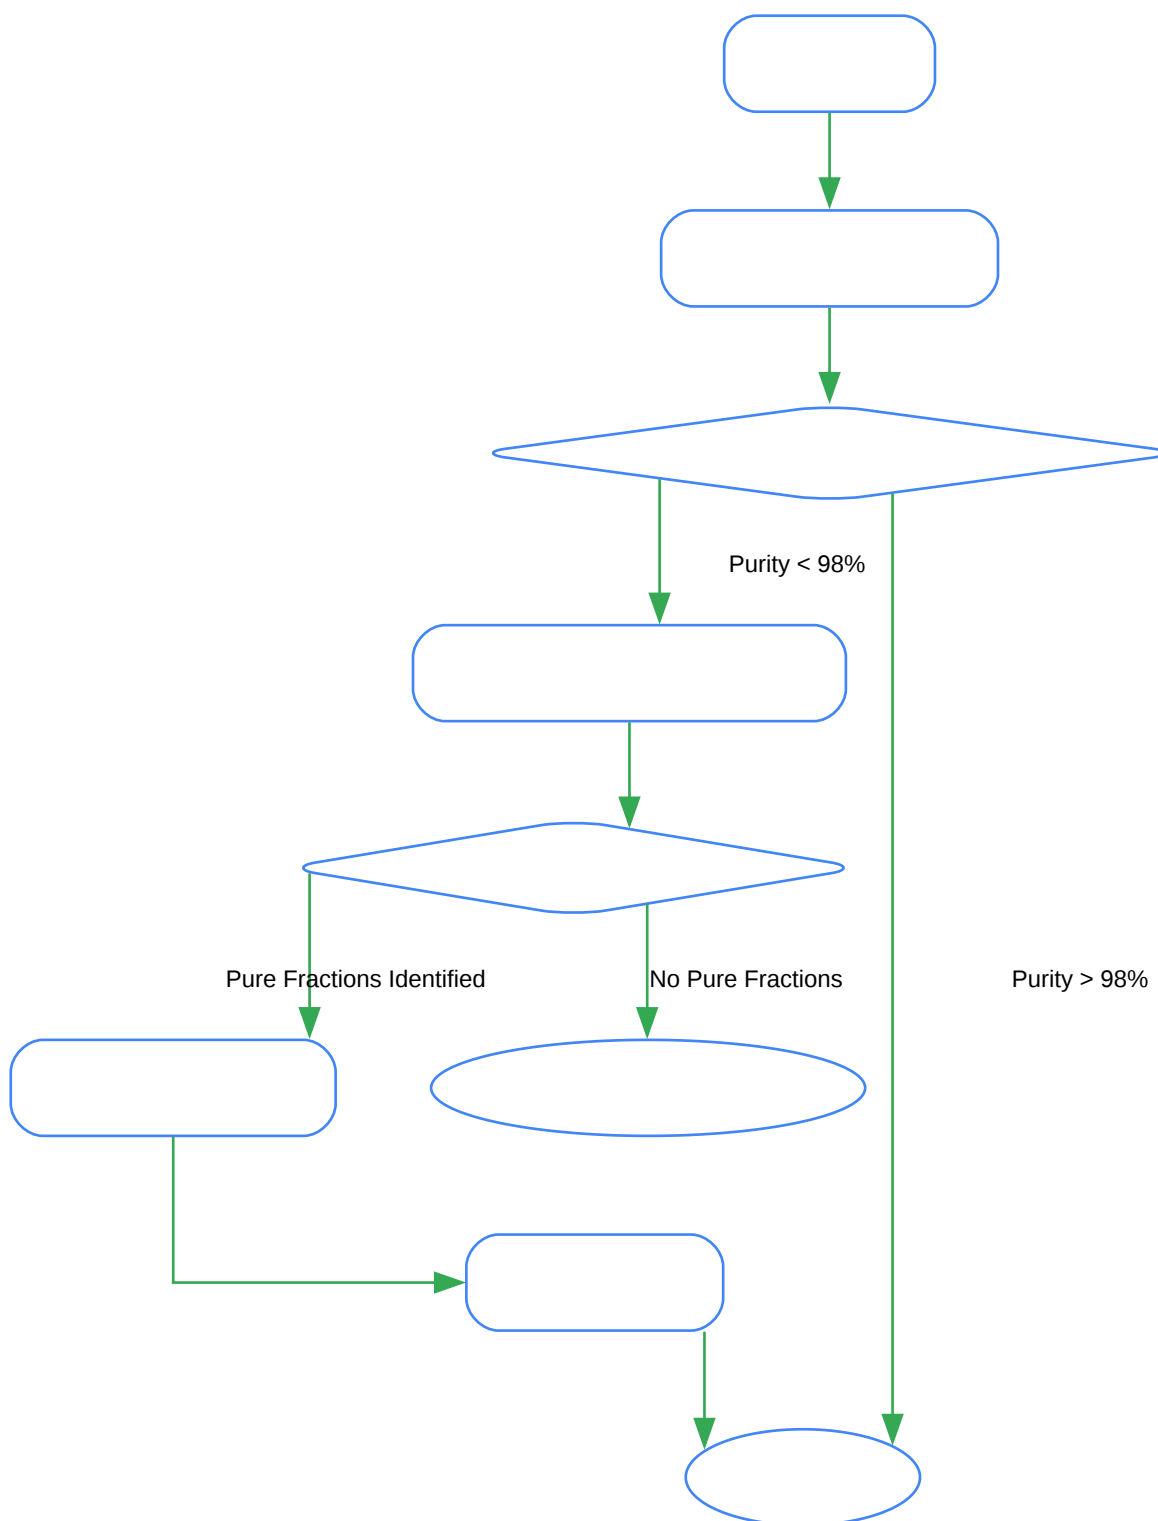 Purity < 98%
Pure Fractions Identified
No Pure Fractions
Purity > 98%